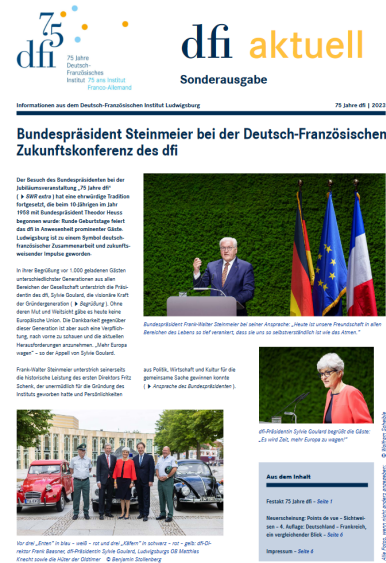 75
dfi
75 Jahre
Deutsch-
Französisches
Institut 75 ans Institut
Franco-Allemand
dfi aktuell
Sonderausgabe
Informationen aus dem Deutsch-Französischen Institut Ludwigsburg
75 Jahre dfi | 2023
Bundespräsident Steinmeier bei der Deutsch-Französischen
Zukunftskonferenz des dfi
Der Besuch des Bundespräsidenten bei der
Jubiläumsveranstaltung „75 Jahre dfi“
( ▸ SWR extra ) hat eine ehrwürdige Tradition
fortgesetzt, die beim 10-jährigen im Jahr
1958 mit Bundespräsident Theodor Heuss
begonnen wurde: Runde Geburtstage feiert
das dfi in Anwesenheit prominenter Gäste.
Ludwigsburg ist zu einem Symbol deutsch-
französischer Zusammenarbeit und zukunfts-
weisender Impulse geworden.
In ihrer Begrüßung vor 1.000 geladenen Gästen
unterschiedlicher Generationen aus allen
Bereichen der Gesellschaft unterstrich die Präsi-
dentin des dfi, Sylvie Goulard, die visionäre Kraft
der Gründergeneration ( ▸ Begrüßung ). Ohne
deren Mut und Weitsicht gäbe es heute keine
Europäische Union. Die Dankbarkeit gegenüber
dieser Generation ist aber auch eine Verpflich-
tung, nach vorne zu schauen und die aktuellen
Herausforderungen anzunehmen. „Mehr Europa
wagen“ – so der Appell von Sylvie Goulard.
Frank-Walter Steinmeier unterstrich seinerseits
die historische Leistung des ersten Direktors Fritz
Schenk, der unermüdlich für die Gründung des
Instituts geworben hatte und Persönlichkeiten
Bundespräsident Frank-Walter Steinmeier bei seiner Ansprache: „Heute ist unsere Freundschaft in allen
Bereichen des Lebens so tief verankert, dass sie uns so selbstverständlich ist wie das Atmen.“
aus Politik, Wirtschaft und Kultur für die
gemeinsame Sache gewinnen konnte
( ▸ Ansprache des Bundespräsidenten ).
dfi-Präsidentin Sylvie Goulard begrüßt die Gäste:
„Es wird Zeit, mehr Europa zu wagen!“
Vor drei „Enten“ in blau – weiß – rot und drei „Käfern“ in schwarz – rot – gelb: dfi-Di-
rektor Frank Baasner, dfi-Präsidentin Sylvie Goulard, Ludwigsburgs OB Matthias
Knecht sowie die Hüter der Oldtimer © Benjamin Stollenberg
Aus dem Inhalt
Festakt 75 Jahre dfi – Seite 1
Neuerscheinung: Points de vue – Sichtwei-
sen – 4. Auflage: Deutschland – Frankreich,
ein vergleichender Blick – Seite 5
Impressum – Seite 6
Alle Fotos, wenn nicht anders angegeben: